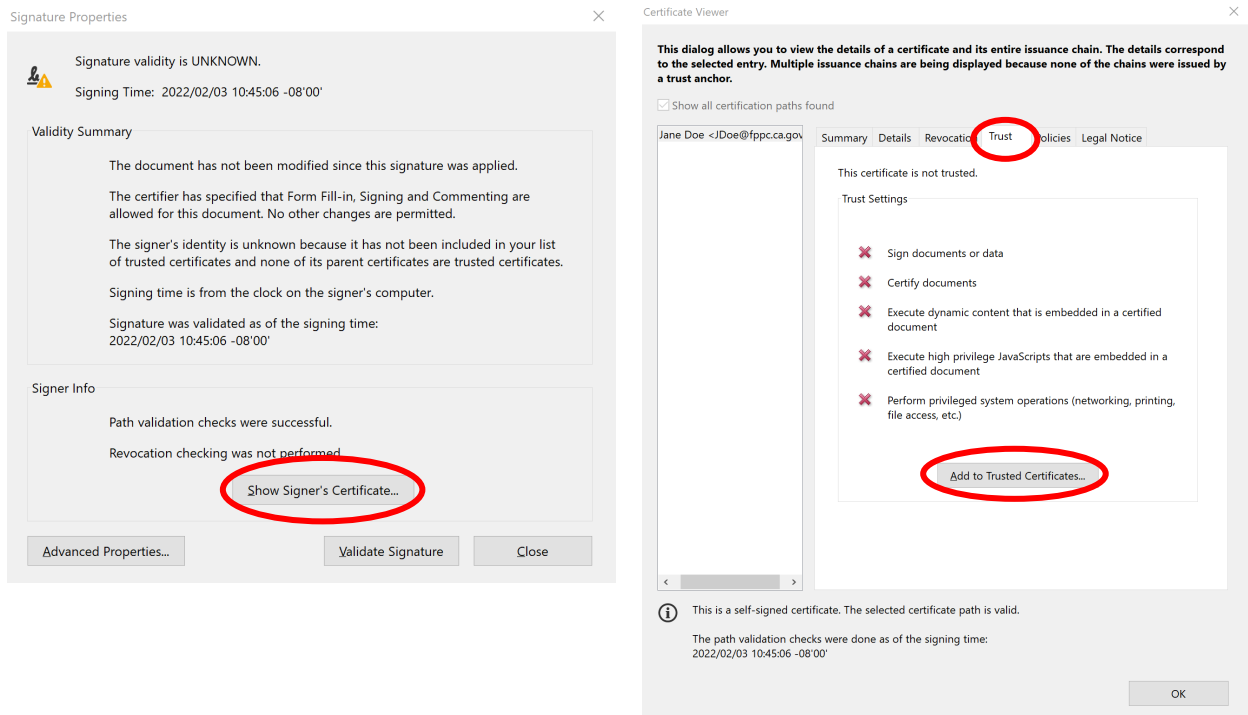 Signature Properties
Signature validity is UNKNOWN.
Signing Time: 2022/02/03 10:45:06 -08'00'
Validity Summary
The document has not been modified since this signature was applied.
The certifier has specified that Form Fill-in, Signing and Commenting are
allowed for this document. No other changes are permitted.
The signer's identity is unknown because it has not been included in your list
of trusted certificates and none of its parent certificates are trusted certificates.
Signing time is from the clock on the signer's computer.
Signature was validated as of the signing time:
2022/02/03 10:45:06 -08'00'
Signer Info
Path validation checks were successful.
Revocation checking was not performed
Show Signer's Certificate...
Advanced Properties...
Validate Signature
Close
Certificate Viewer
This dialog allows you to view the details of a certificate and its entire issuance chain. The details correspond
to the selected entry. Multiple issuance chains are being displayed because none of the chains were issued by
a trust anchor.
Show all certification paths found
Jane Doe <JDoe@fppc.ca.gov
Summary Details Revocatio Trust olicies Legal Notice
This certificate is not trusted.
Trust Settings
Sign documents or data
Certify documents
Execute dynamic content that is embedded in a certified
document
Execute high privilege JavaScripts that are embedded in a
certified document
Perform privileged system operations (networking, printing,
file access, etc.)
Add to Trusted Certificates...
This is a self-signed certificate. The selected certificate path is valid.
The path validation checks were done as of the signing time:
2022/02/03 10:45:06 -08'00'
OK